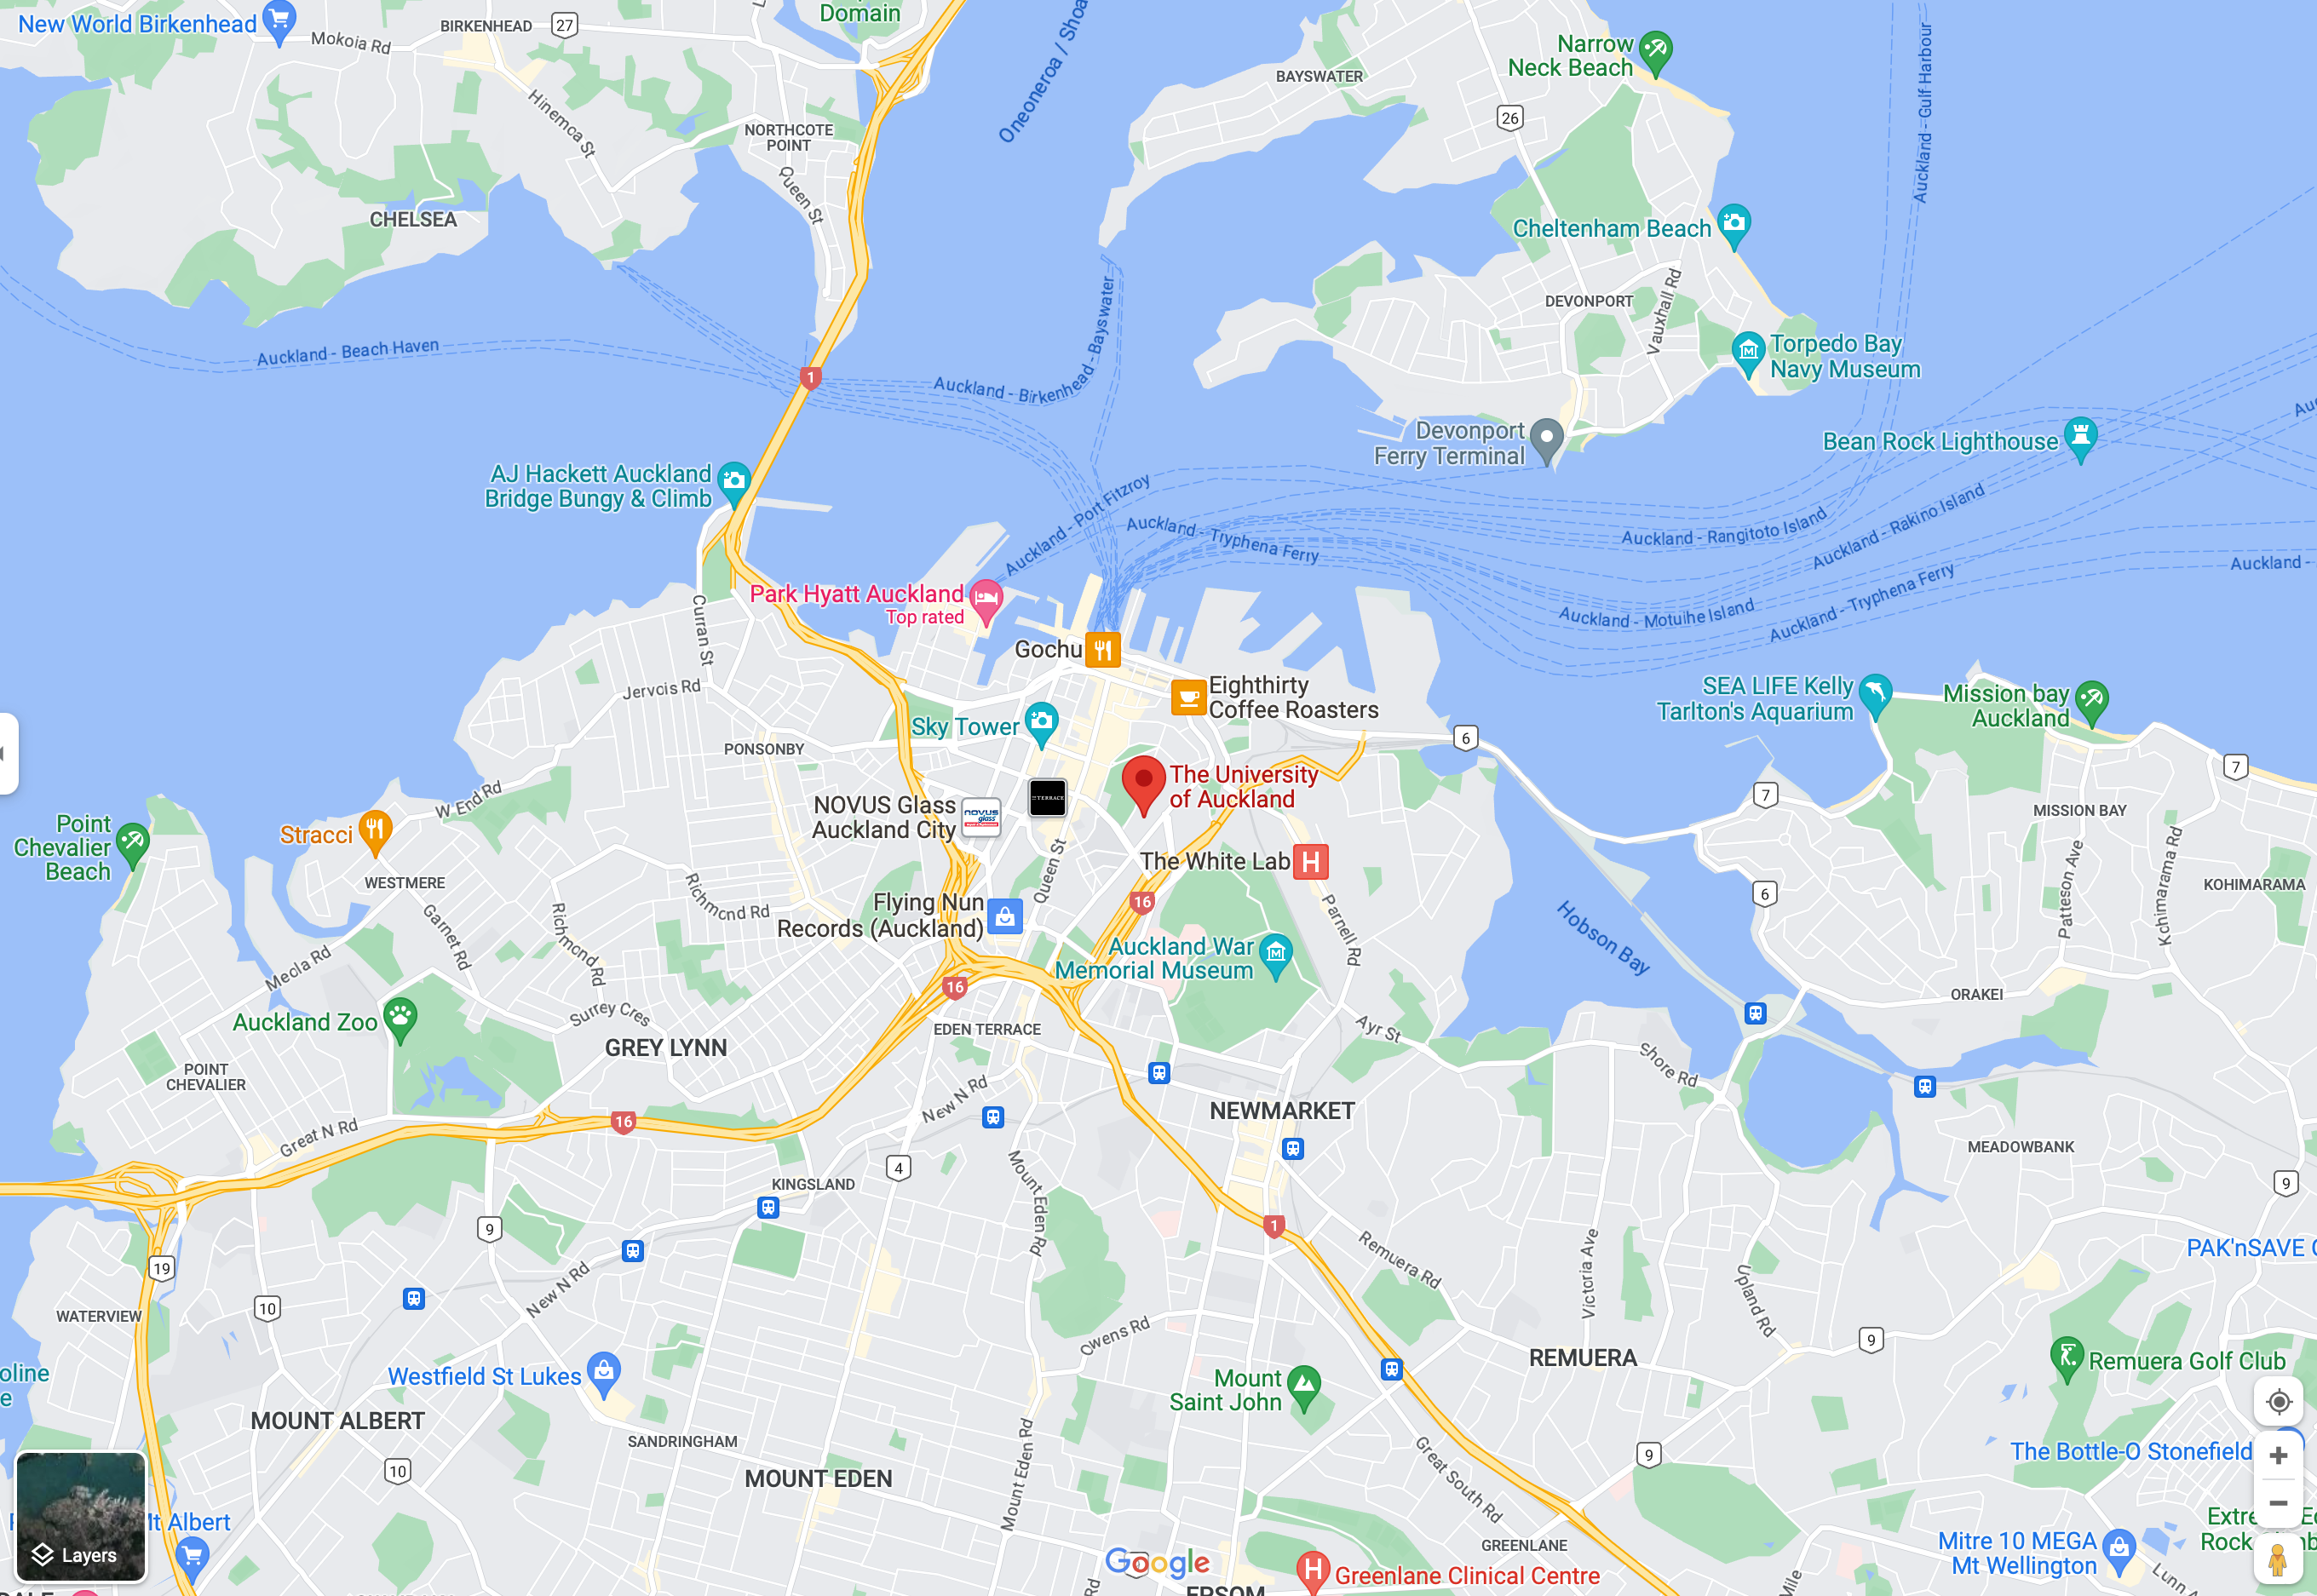 New World Birkenhead
Mokoia Rd
BIRKENHEAD
27
Domain
Oneoneroa / Shoa
Narrow
Neck Beach
BAYSWATER
26
Auckland - Gulf Harbour
Hinemoa St
NORTHCOTE
POINT
Queen St
CHELSEA
Cheltenham Beach
DEVONPORT
Vauxhall Rd
Torpedo Bay
Navy Museum
Auckland - Beach Haven
1
Auckland - Birkenhead - Bayswater
Devonport
Ferry Terminal
Bean Rock Lighthouse
AJ Hackett Auckland
Bridge Bungy & Climb
Auckland - Port Fitzroy
Auckland - Tryphena Ferry
Auckland - Rangitoto Island
Auckland - Rakino Island
Auckland -
Auckland - Motuihe Island
Auckland - Tryphena Ferry
Park Hyatt Auckland
Top rated
Curran St
Gochu
Jervois Rd
Eighthirty
Coffee Roasters
Sky Tower
6
SEA LIFE Kelly
Tarlton's Aquarium
Mission bay
Auckland
7
PONSONBY
The University
of Auckland
7
TERRACE
NOVUS Glass
Auckland City
novus
glass
W End Rd
Stracci
Point
Chevalier
Beach
MISSION BAY
WESTMERE
Richmond Rd
Queen St
The White Lab
H
6
Patteson Ave
Kohimarama Rd
KOHIMARAMA
Garnet Rd
Richmond Rd
Flying Nun
Records (Auckland)
16
Parnell Rd
Hobson Bay
Meola Rd
Auckland War
Memorial Museum
16
ORAKEI
Auckland Zoo
Surrey Cres
GREY LYNN
EDEN TERRACE
Ayr St
Shore Rd
POINT
CHEVALIER
New N Rd
NEWMARKET
16
Great N Rd
MEADOWBANK
4
KINGSLAND
Mount Eden Rd
9
9
1
19
New N Rd
Remuera Rd
Victoria Ave
Upland Rd
PAK'nSAVE
10
WATERVIEW
Owens Rd
9
REMUERA
Remuera Golf Club
oline
e
Westfield St Lukes
Mount
Saint John
MOUNT ALBERT
SANDRINGHAM
Mount Eden Rd
Great South Rd
9
The Bottle-O Stonefield
10
MOUNT EDEN
Mt Albert
Layers
GREENLANE
Mitre 10 MEGA
Mt Wellington
Lunn
Google
H
Greenlane Clinical Centre
EPSOM
Rd
Mile